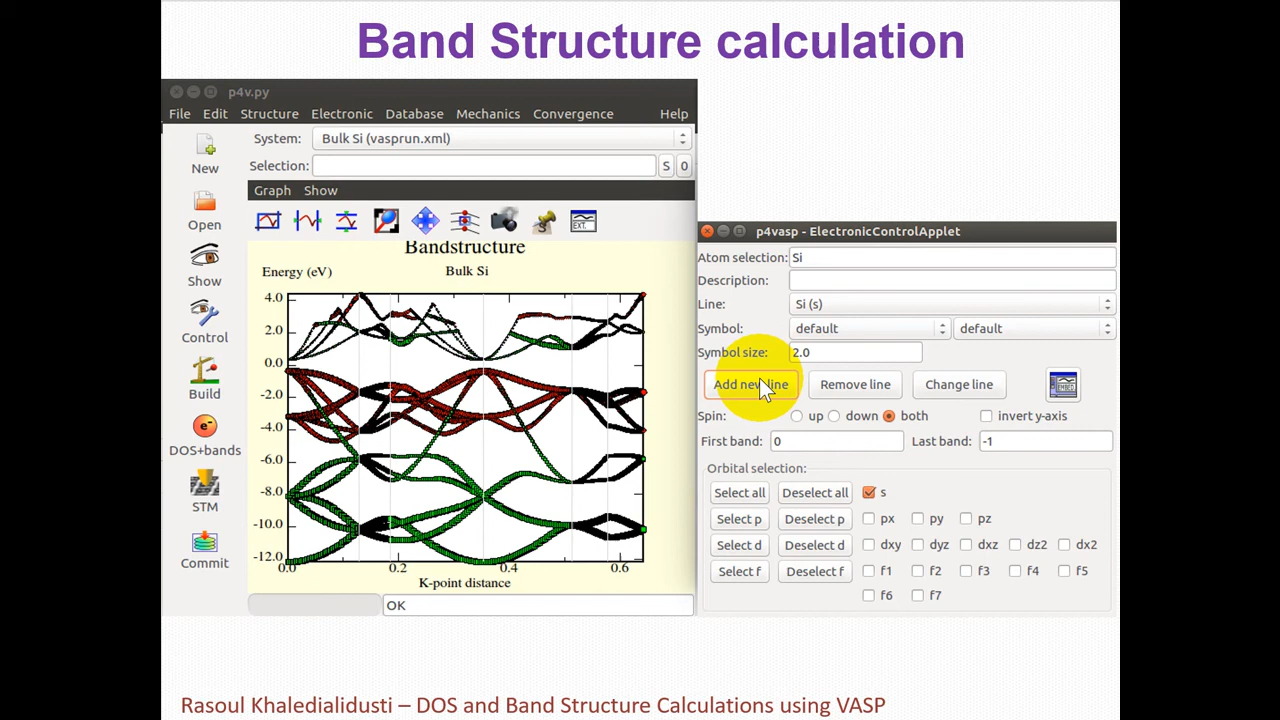 Band Structure calculation
p4v.py
File Edit Structure Electronic Database Mechanics Convergence Help
System: Bulk Si (vasprun.xml)
Selection: S 0
New
Open
Show
Control
Build
DOS+bands
STM
Commit
Graph Show
EXT.
Bandstructure
Energy (eV) Bulk Si
4.0
2.0
0.0
-2.0
-4.0
-6.0
-8.0
-10.0
-12.0
0.0 0.2 0.4 0.6
K-point distance
OK
p4vasp - ElectronicControlApplet
Atom selection: Si
Description:
Line: Si (s)
Symbol: default default
Symbol size: 2.0
Add new line Remove line Change line
Spin: up down both invert y-axis
First band: 0 Last band: -1
Orbital selection:
Select all Deselect all s
Select p Deselect p px py pz
Select d Deselect d dxy dyz dxz dz2 dx2
Select f Deselect f f1 f2 f3 f4 f5
f6 f7
Rasoul Khaledialidusti – DOS and Band Structure Calculations using VASP